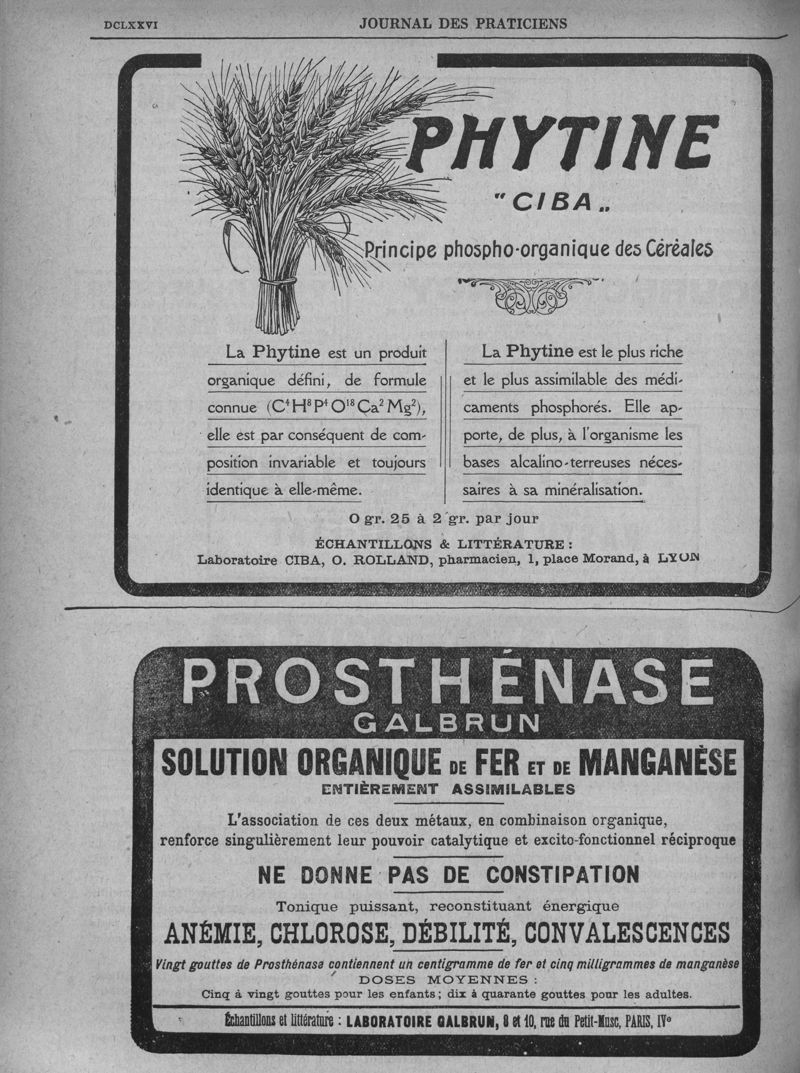 DCLXXVI
JOURNAL DES PRATICIENS
PHYTINE
"CIBA„
Principe phospho-organique des Céréales
La Phytine est un produit
organique défini, de formule
connue (C⁴H⁸P⁴O¹⁸Ca²Mg²),
elle est par conséquent de com-
position invariable et toujours
identique à elle-même.
La Phytine est le plus riche
et le plus assimilable des médi-
caments phosphorés. Elle ap-
porte, de plus, à l'organisme les
bases alcalino-terreuses néces-
saires à sa minéralisation.
0 gr. 25 à 2 gr. par jour
ÉCHANTILLONS & LITTÉRATURE :
Laboratoire CIBA, O. ROLLAND, pharmacien, 1, place Morand, à LYON
PROSTHÉNASE
GALBRUN
SOLUTION ORGANIQUE DE FER ET DE MANGANÈSE
ENTIÈREMENT ASSIMILABLES
L'association de ces deux métaux, en combinaison organique,
renforce singulièrement leur pouvoir catalytique et excito-fonctionnel réciproque
NE DONNE PAS DE CONSTIPATION
Tonique puissant, reconstituant énergique
ANÉMIE, CHLOROSE, DÉBILITÉ, CONVALESCENCES
Vingt gouttes de Prosthénase contiennent un centigramme de fer et cinq milligrammes de manganèse
DOSES MOYENNES :
Cinq à vingt gouttes pour les enfants ; dix à quarante gouttes pour les adultes.
Échantillons et littérature : LABORATOIRE GALBRUN, 8 et 10, rue du Petit-Musc, PARIS, IVᵉ